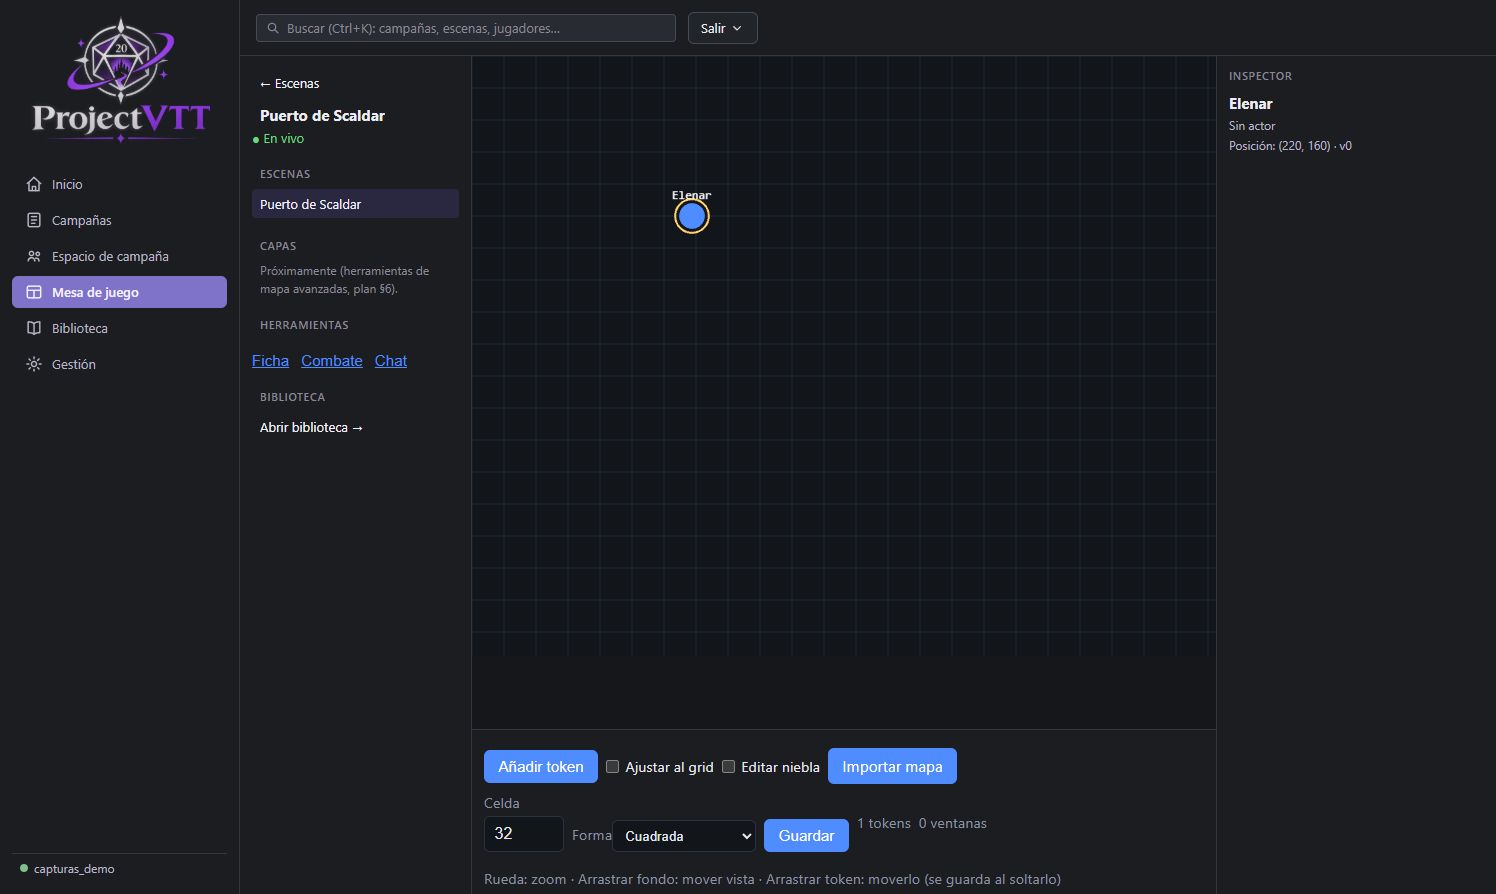 20
ProjectVTT
Inicio
Campañas
Espacio de campaña
Mesa de juego
Biblioteca
Gestión
capturas_demo
Buscar (Ctrl+K): campañas, escenas, jugadores...
Salir
← Escenas
Puerto de Scaldar
En vivo
ESCENAS
Puerto de Scaldar
CAPAS
Próximamente (herramientas de
mapa avanzadas, plan §6).
HERRAMIENTAS
Ficha Combate Chat
BIBLIOTECA
Abrir biblioteca →
Elenar
Añadir token Ajustar al grid Editar niebla Importar mapa
Celda
32 Forma Cuadrada Guardar 1 tokens 0 ventanas
Rueda: zoom · Arrastrar fondo: mover vista · Arrastrar token: moverlo (se guarda al soltarlo)
INSPECTOR
Elenar
Sin actor
Posición: (220, 160) · v0